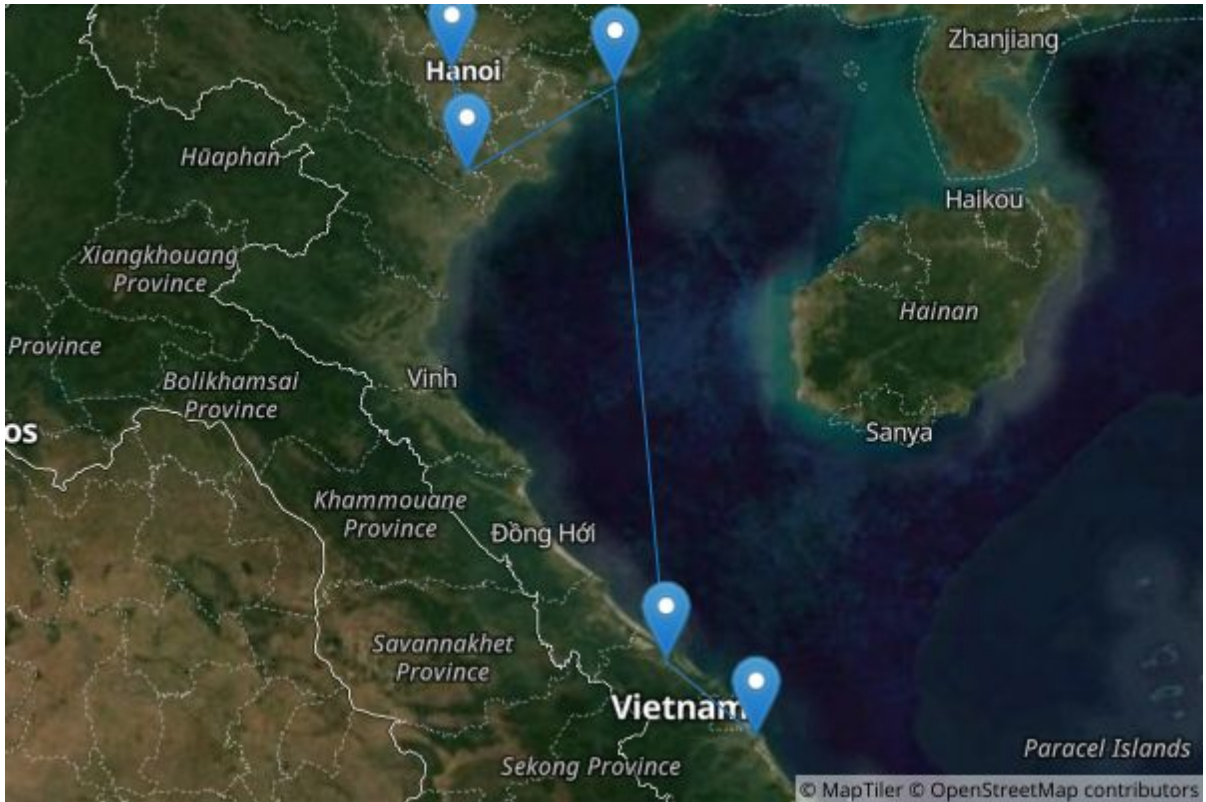 Zhanjiang
Hanoi
Hūaphan
Haikou
Xiangkhouang
Province
Hainan
Province
Bolikhamsai
Province
Vinh
os
Sanya
Khammouane
Province
Đồng Hới
Savannakhet
Province
Vietnam
Paracel Islands
Sekong Province
© MapTiler © OpenStreetMap contributors